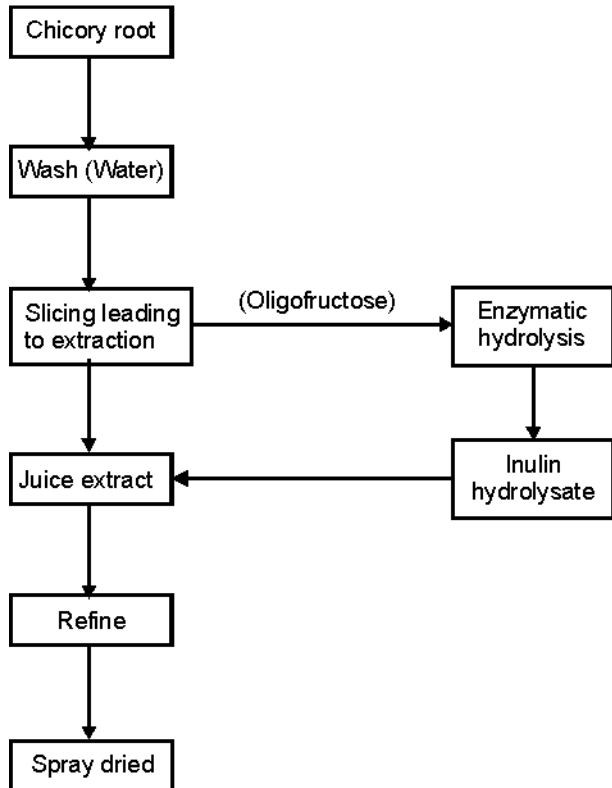 Chicory root
Wash (Water)
Slicing leading
to extraction
(Oligofructose)
Enzymatic
hydrolysis
Juice extract
Inulin
hydrolysate
Refine
Spray dried